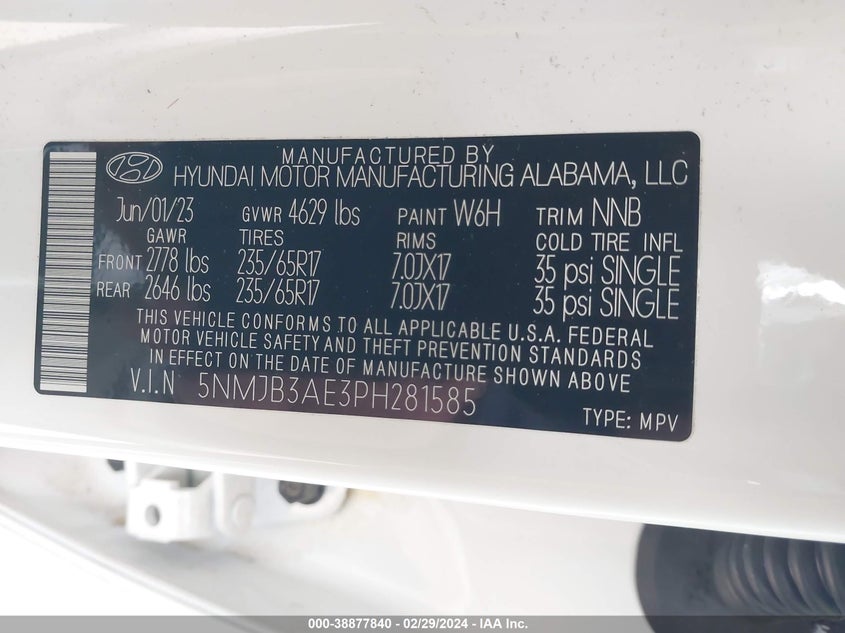 MANUFACTURED BY
HYUNDAI MOTOR MANUFACTURING ALABAMA, LLC
Jun/01/23 GVWR 4629 lbs PAINT W6H TRIM NNB
GAWR TIRES RIMS COLD TIRE INFL
FRONT 2778 lbs 235/65R17 7.0JX17 35 psi SINGLE
REAR 2646 lbs 235/65R17 7.0JX17 35 psi SINGLE
THIS VEHICLE CONFORMS TO ALL APPLICABLE U.S.A. FEDERAL
MOTOR VEHICLE SAFETY AND THEFT PREVENTION STANDARDS
IN EFFECT ON THE DATE OF MANUFACTURE SHOWN ABOVE
V.I.N 5NMJB3AE3PH281585
TYPE: MPV
000-38877840 - 02/29/2024 - IAA Inc.